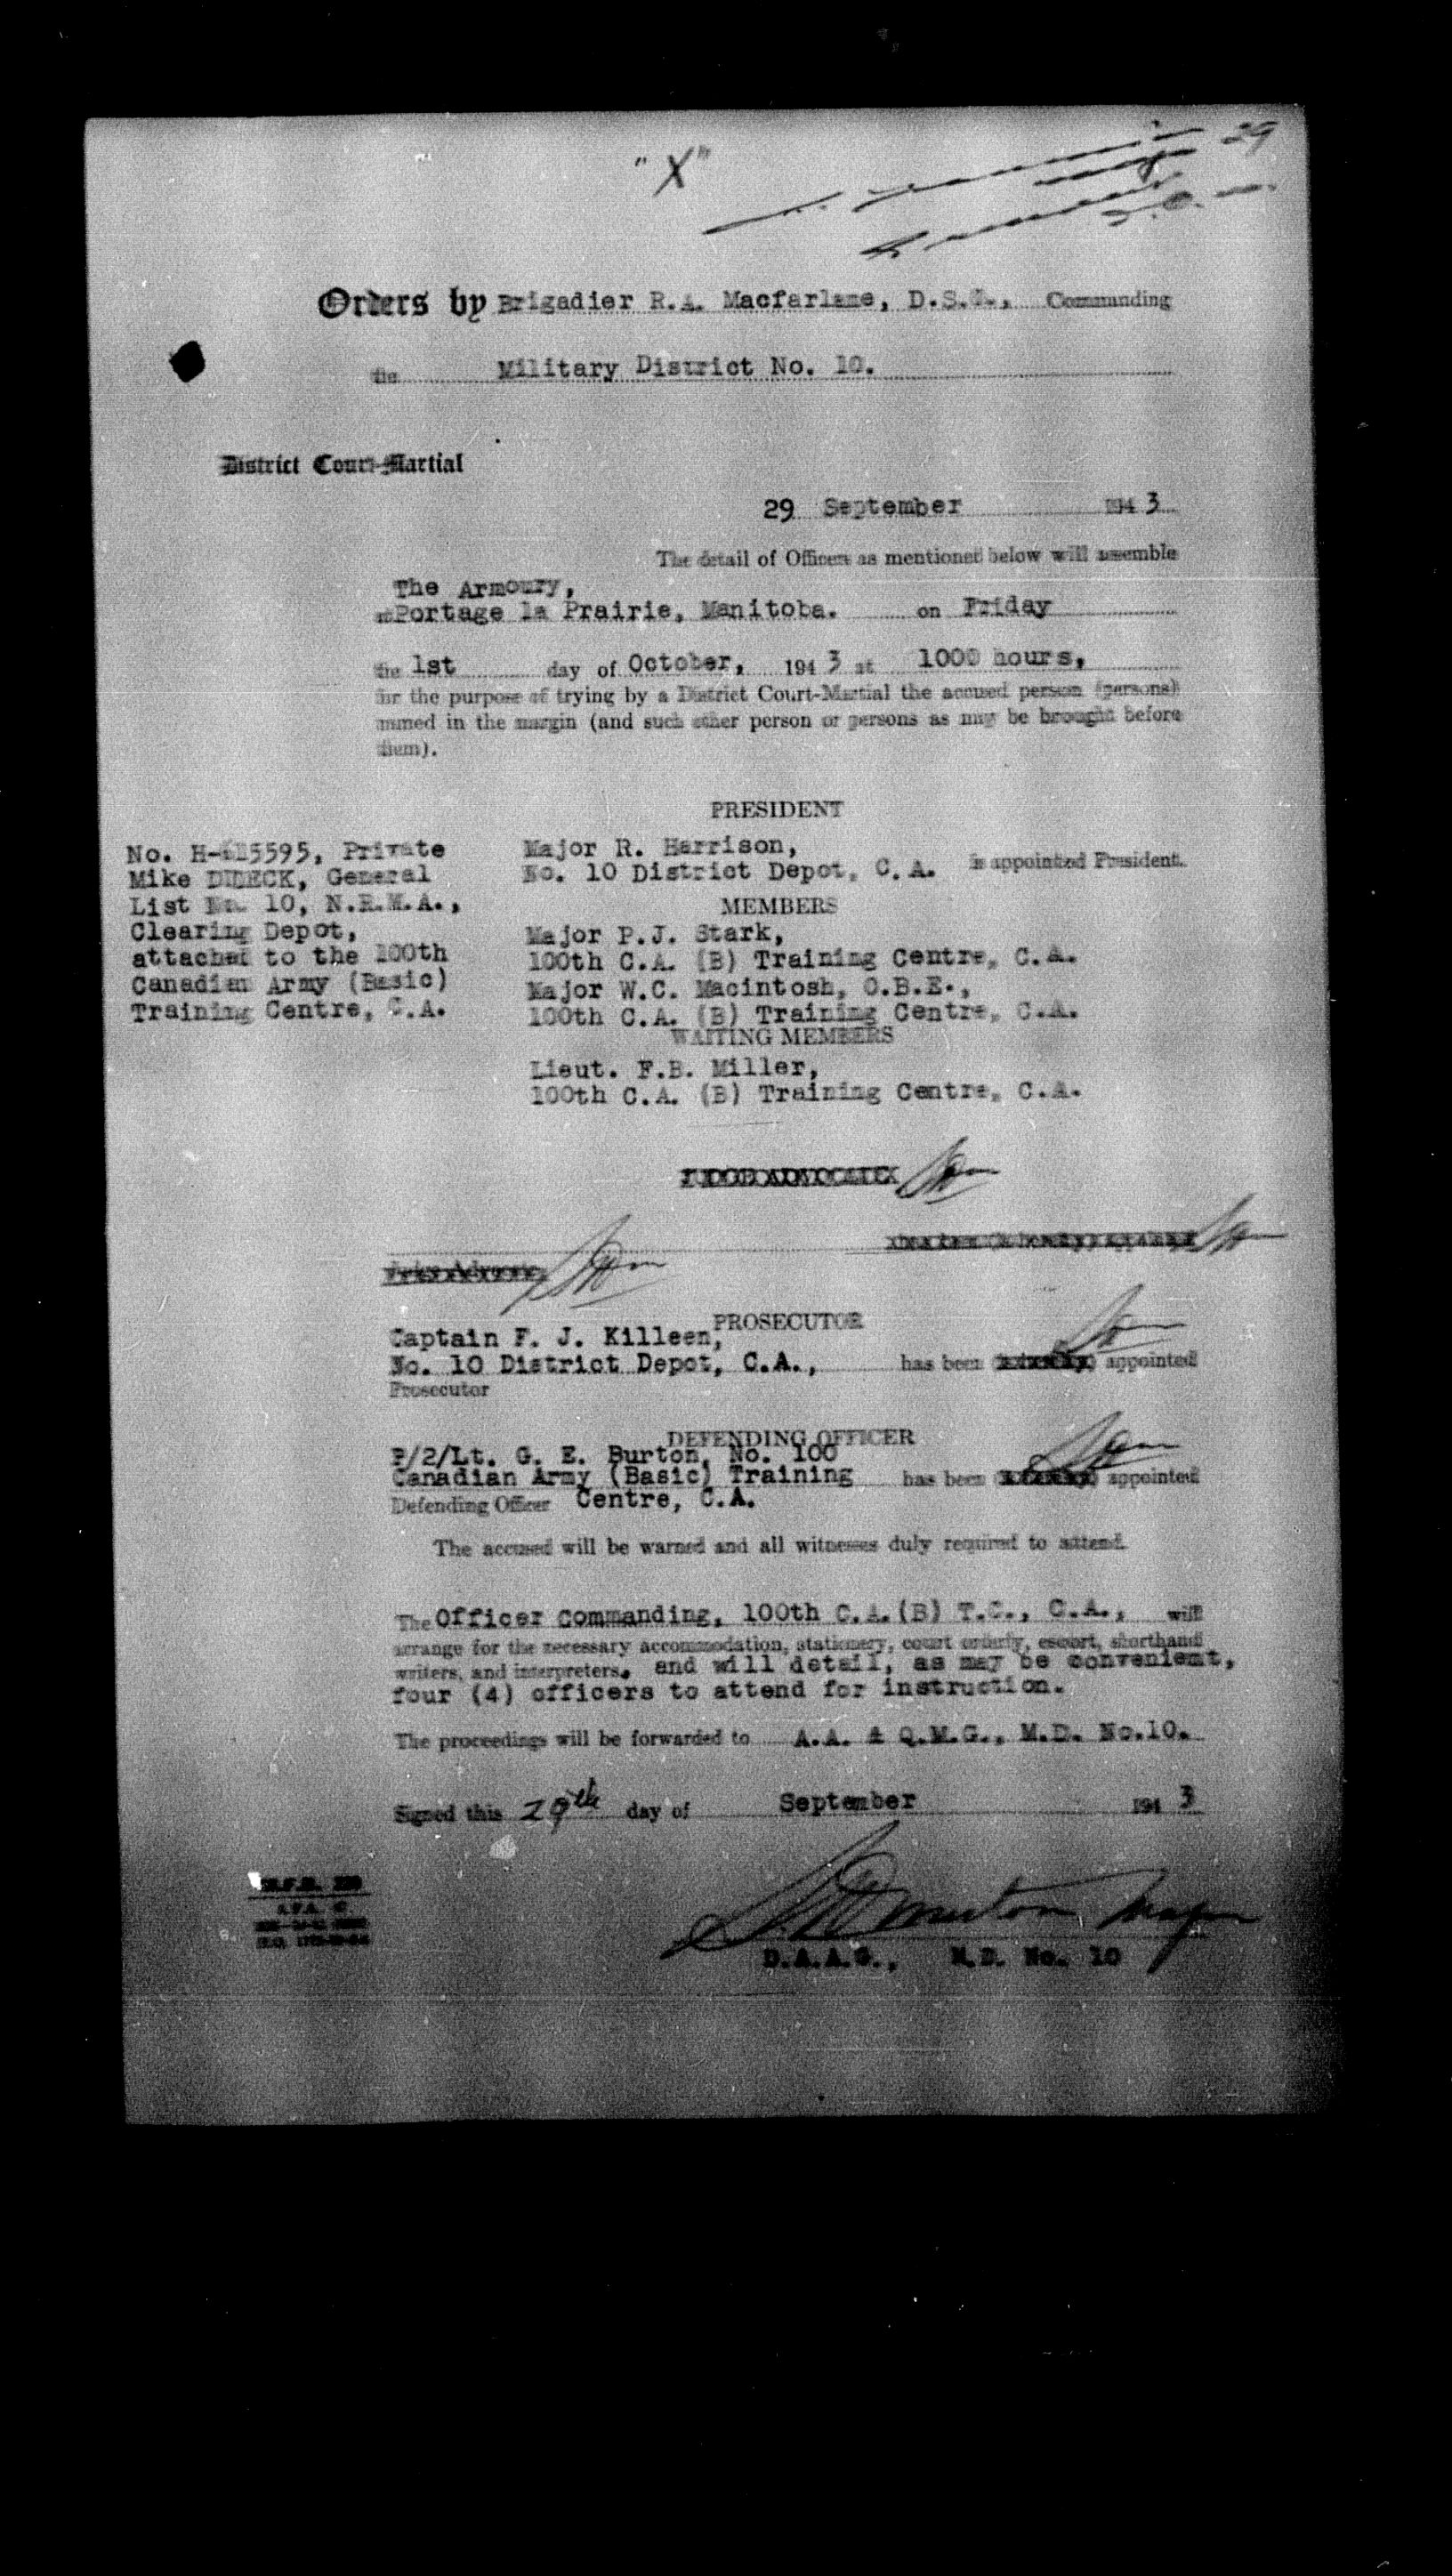 "X"
29
Orders by Brigadier R.A. Macfarlane, D.S.O., Commanding
the Military District No. 10.
District Court-Martial
29 September 1943
The detail of Officers as mentioned below will assemble
The Armoury,
at Portage la Prairie, Manitoba. on Friday
the 1st day of October, 1943 at 1000 hours,
for the purpose of trying by a District Court-Martial the accused person (persons)
named in the margin (and such other person or persons as may be brought before
them).
PRESIDENT
No. H-615595, Private
Mike DIDECK, General
List No. 10, N.R.M.A.,
Clearing Depot,
attached to the 100th
Canadian Army (Basic)
Training Centre, C.A.
Major R. Harrison,
No. 10 District Depot, C.A. is appointed President.
MEMBERS
Major P.J. Stark,
100th C.A. (B) Training Centre, C.A.
Major W.C. Macintosh, O.B.E.,
100th C.A. (B) Training Centre, C.A.
WAITING MEMBERS
Lieut. F.B. Miller,
100th C.A. (B) Training Centre, C.A.
JUDGE ADVOCATE
PROSECUTOR
Captain F. J. Killeen,
No. 10 District Depot, C.A., has been appointed
Prosecutor
DEFENDING OFFICER
P/2/Lt. G. E. Burton, No. 100
Canadian Army (Basic) Training has been appointed
Defending Officer Centre, C.A.
The accused will be warned and all witnesses duly required to attend.
The Officer Commanding, 100th C.A.(B) T.C., C.A., will
arrange for the necessary accommodation, stationery, court orderly, escort, shorthand
writers, and interpreters. and will detail, as may be convenient,
four (4) officers to attend for instruction.
The proceedings will be forwarded to A.A. & Q.M.G., M.D. No.10.
Signed this 29th day of September 1943
Major
D.A.A.G., M.D. No. 10